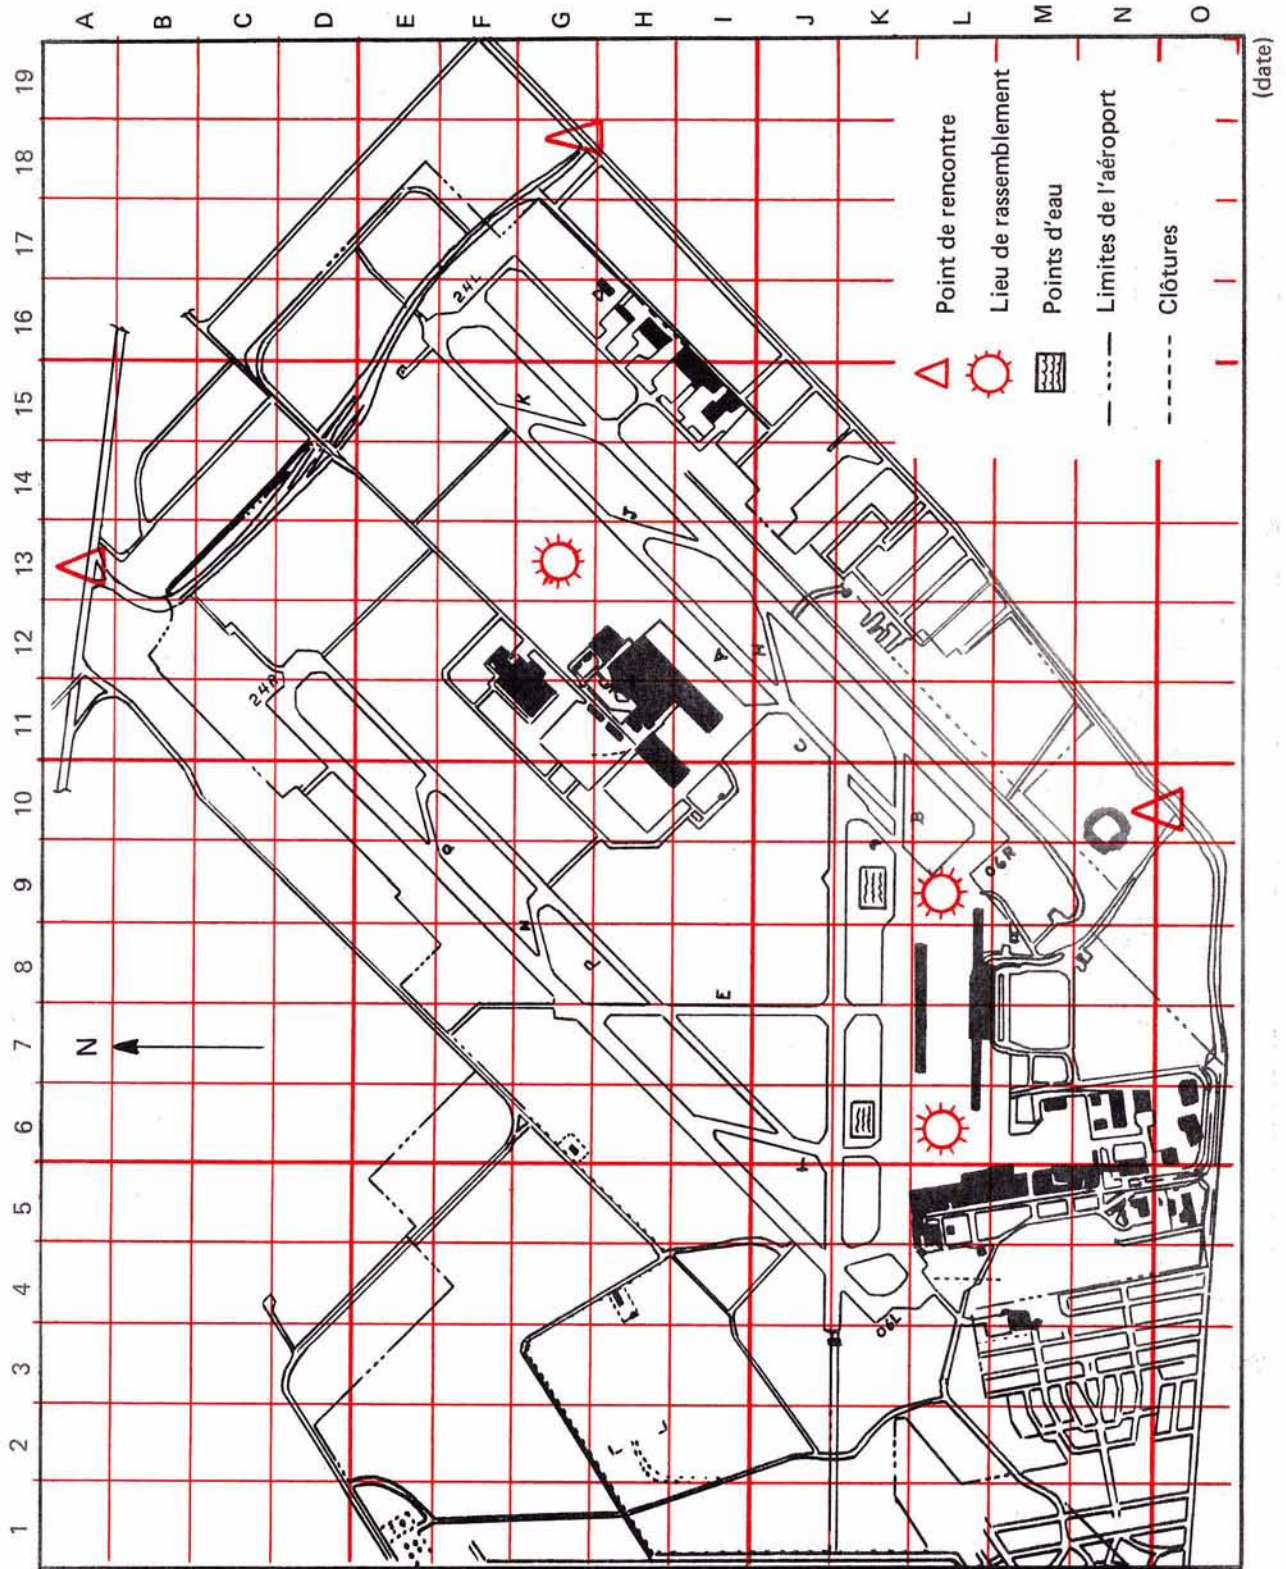 A B C D E F G H I J K L M N O
19
18
17
16
15
14
13
12
11
10
9
8
7
6
5
4
3
2
1
N
24L
24R
K
J
A
H
C
B
06R
E
06L
Point de rencontre
Lieu de rassemblement
Points d'eau
Limites de l'aéroport
Clôtures
(date)